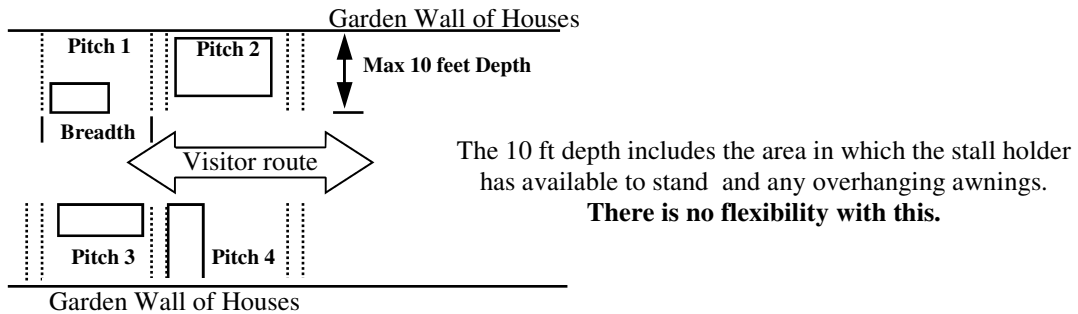 Garden Wall of Houses
Pitch 1
Pitch 2
Max 10 feet Depth
Breadth
Visitor route
The 10 ft depth includes the area in which the stall holder
has available to stand and any overhanging awnings.
There is no flexibility with this.
Pitch 3
Pitch 4
Garden Wall of Houses